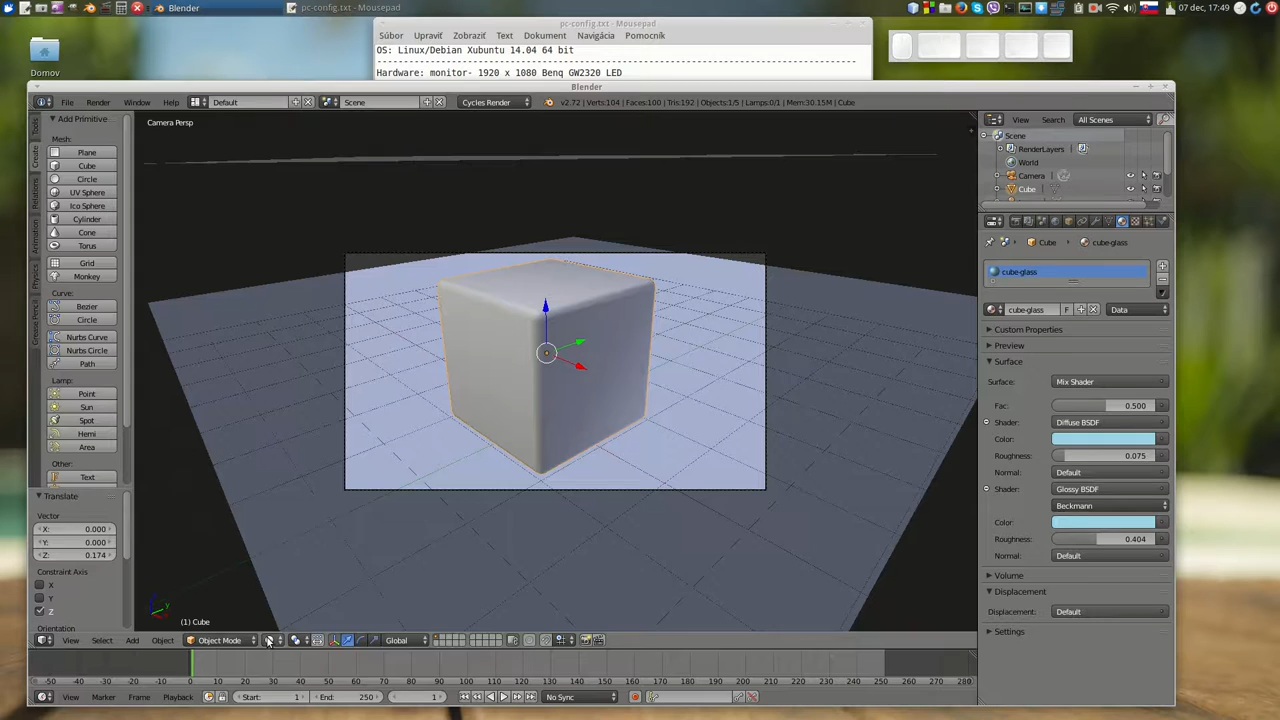 Blender
pc-config.txt - Mousepad
07 dec, 17:49
Domov
pc-config.txt - Mousepad
Súbor Upraviť Zobraziť Text Dokument Navigácia Pomocník
OS: Linux/Debian Xubuntu 14.04 64 bit
Hardware: monitor- 1920 x 1080 Benq GW2320 LED
Blender
File Render Window Help Default Scene Cycles Render v2.72 | Verts:104 | Faces:100 | Tris:192 | Objects:1/5 | Lamps:0/1 | Mem:30.15M | Cube
Tools
Create
Relations
Animation
Physics
Grease Pencil
Add Primitive
Mesh:
Plane
Cube
Circle
UV Sphere
Ico Sphere
Cylinder
Cone
Torus
Grid
Monkey
Curve:
Bezier
Circle
Nurbs Curve
Nurbs Circle
Path
Lamp:
Point
Sun
Spot
Hemi
Area
Other:
Text
Translate
Vector
X: 0.000
Y: 0.000
Z: 0.174
Constraint Axis
X
Y
Z
Orientation
Camera Persp
(1) Cube
View Select Add Object Object Mode Global
-50 -40 -30 -20 -10 0 10 20 30 40 50 60 70 80 90 100 110 120 130 140 150 160 170 180 190 200 210 220 230 240 250 260 270 280
View Marker Frame Playback Start: 1 End: 250 1 No Sync
View Search All Scenes
Scene
RenderLayers
World
Camera
Cube
Cube cube-glass
cube-glass
cube-glass F Data
Custom Properties
Preview
Surface
Surface: Mix Shader
Fac: 0.500
Shader: Diffuse BSDF
Color:
Roughness: 0.075
Normal: Default
Shader: Glossy BSDF
Beckmann
Color:
Roughness: 0.404
Normal: Default
Volume
Displacement
Displacement: Default
Settings